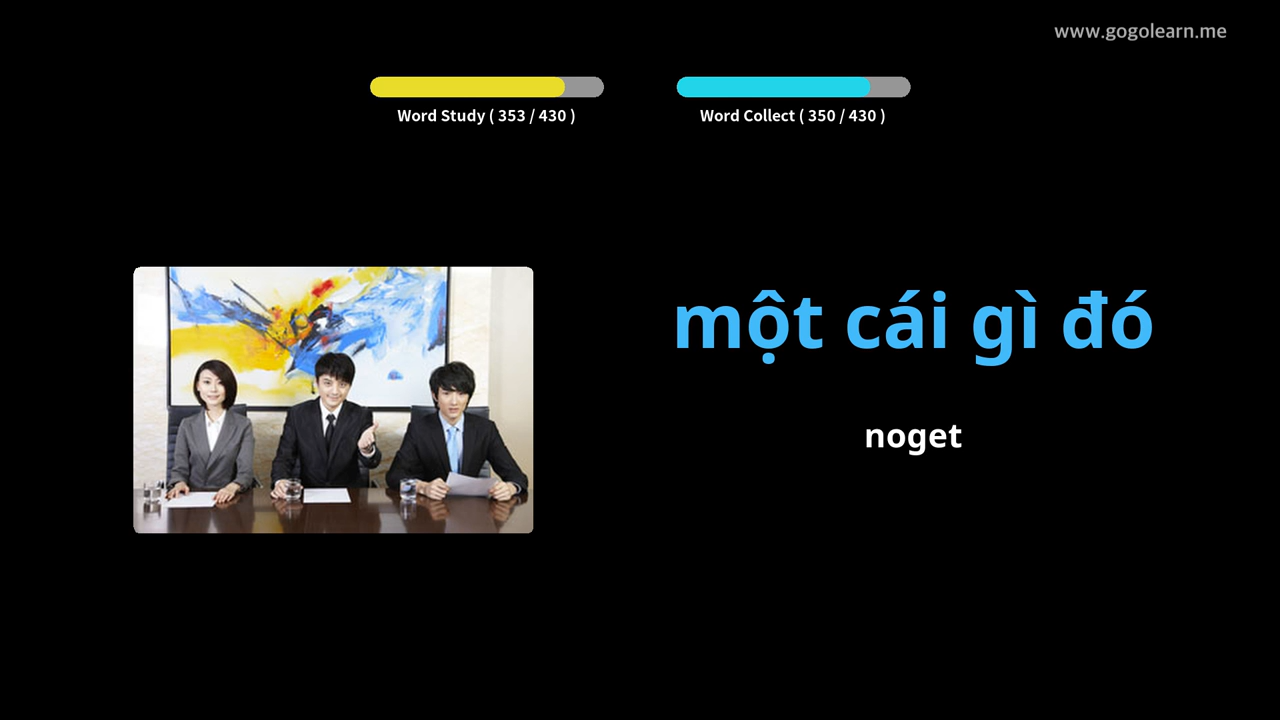 www.gogolearn.me
Word Study ( 353 / 430 )
Word Collect ( 350 / 430 )
một cái gì đó
noget